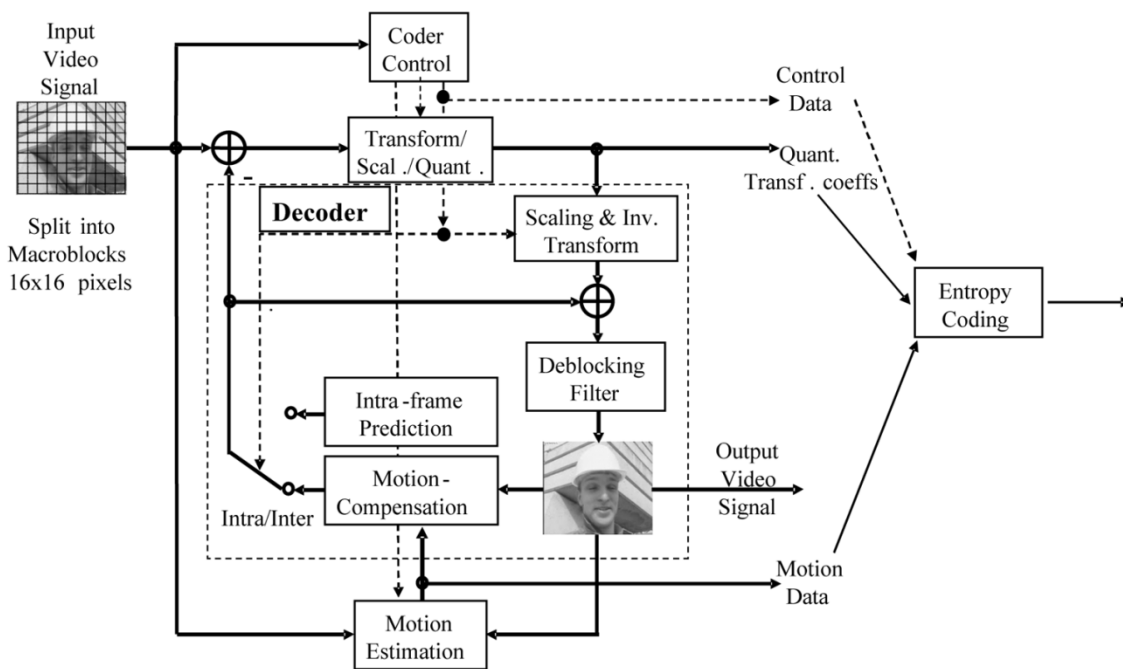 Input
Video
Signal
Split into
Macroblocks
16x16 pixels
Coder
Control
Transform/
Scal./Quant.
-
Decoder
Scaling & Inv.
Transform
Deblocking
Filter
Intra-frame
Prediction
Motion-
Compensation
Intra/Inter
Motion
Estimation
Control
Data
Quant.
Transf. coeffs
Entropy
Coding
Output
Video
Signal
Motion
Data